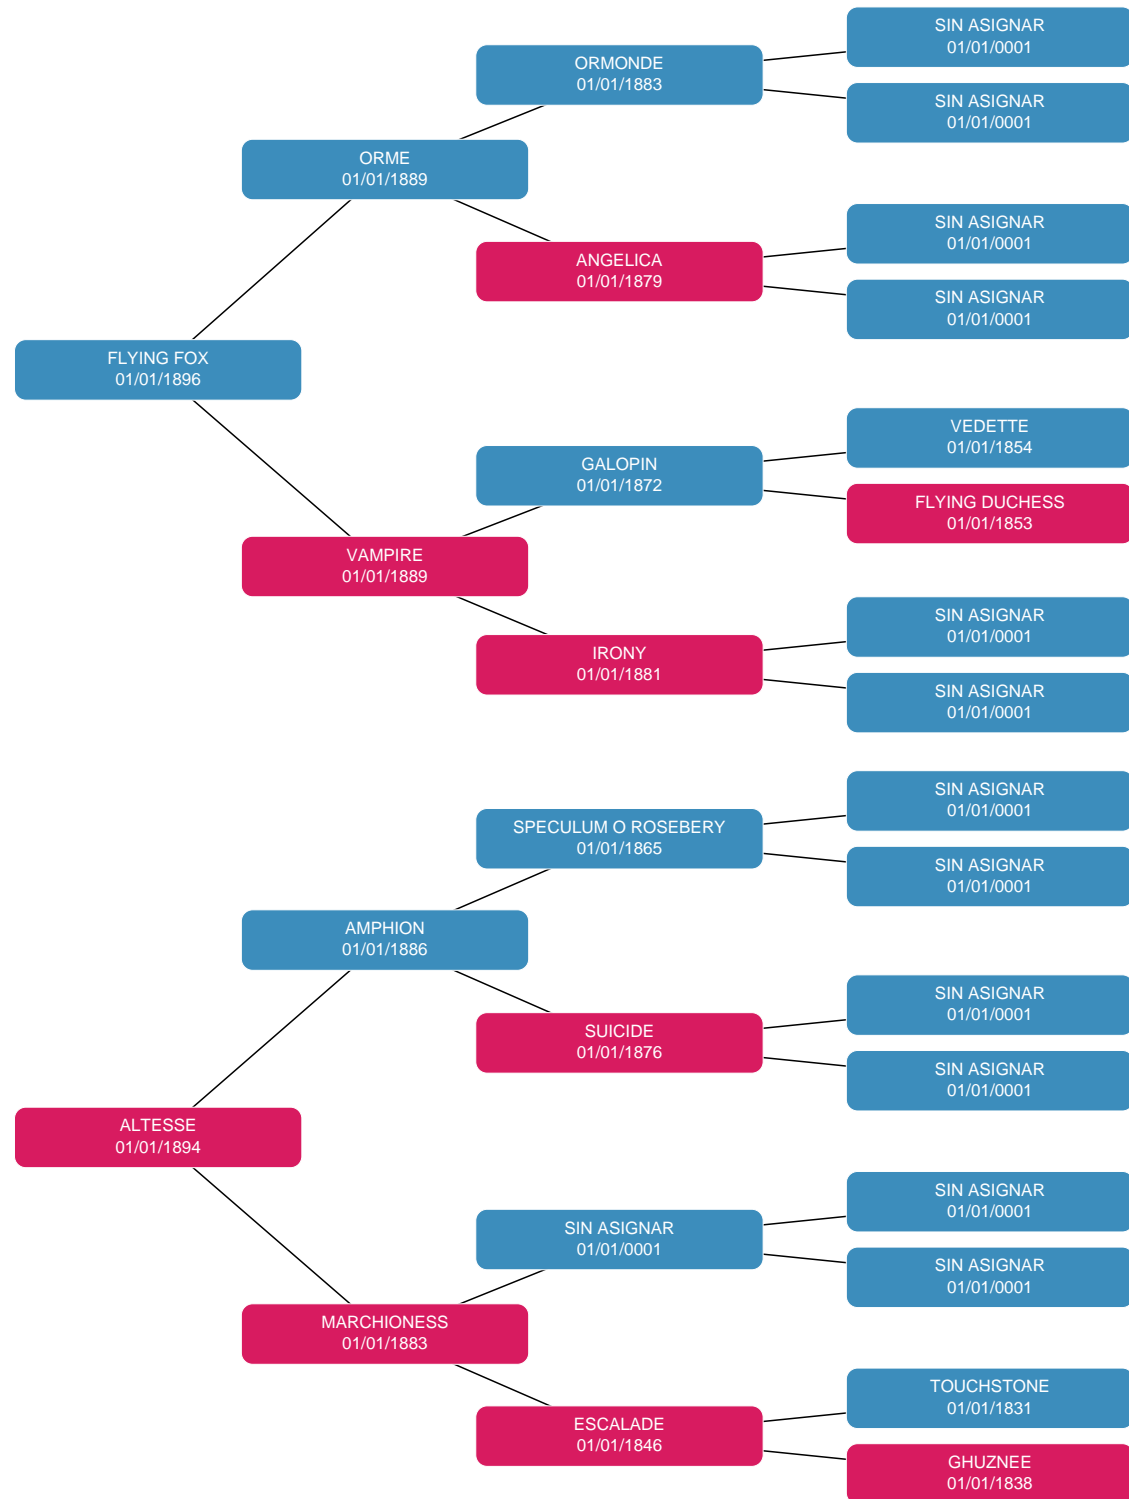 SIN ASIGNAR
01/01/0001
ORMONDE
01/01/1883
SIN ASIGNAR
01/01/0001
ORME
01/01/1889
SIN ASIGNAR
01/01/0001
ANGELICA
01/01/1879
SIN ASIGNAR
01/01/0001
FLYING FOX
01/01/1896
VEDETTE
01/01/1854
GALOPIN
01/01/1872
FLYING DUCHESS
01/01/1853
VAMPIRE
01/01/1889
SIN ASIGNAR
01/01/0001
IRONY
01/01/1881
SIN ASIGNAR
01/01/0001
SIN ASIGNAR
01/01/0001
SPECULUM O ROSEBERY
01/01/1865
SIN ASIGNAR
01/01/0001
AMPHION
01/01/1886
SIN ASIGNAR
01/01/0001
SUICIDE
01/01/1876
SIN ASIGNAR
01/01/0001
ALTESSE
01/01/1894
SIN ASIGNAR
01/01/0001
SIN ASIGNAR
01/01/0001
SIN ASIGNAR
01/01/0001
MARCHIONESS
01/01/1883
TOUCHSTONE
01/01/1831
ESCALADE
01/01/1846
GHUZNEE
01/01/1838